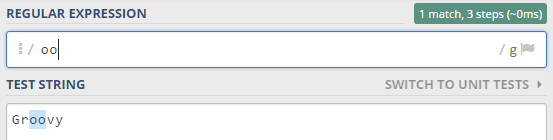 REGULAR EXPRESSION 1 match, 3 steps (~0ms)
/ oo / g
TEST STRING SWITCH TO UNIT TESTS
Groovy